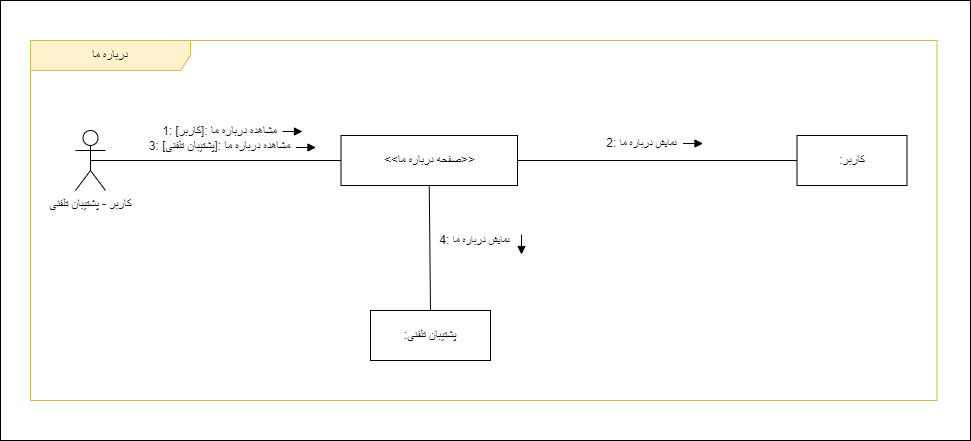 درباره ما
1: [کاربر]: مشاهده درباره ما
3: [پشتیبان تلفنی]: مشاهده درباره ما
کاربر - پشتیبان تلفنی
<<صفحه درباره ما>>
2: نمایش درباره ما
کاربر:
4: نمایش درباره ما
پشتیبان تلفنی: